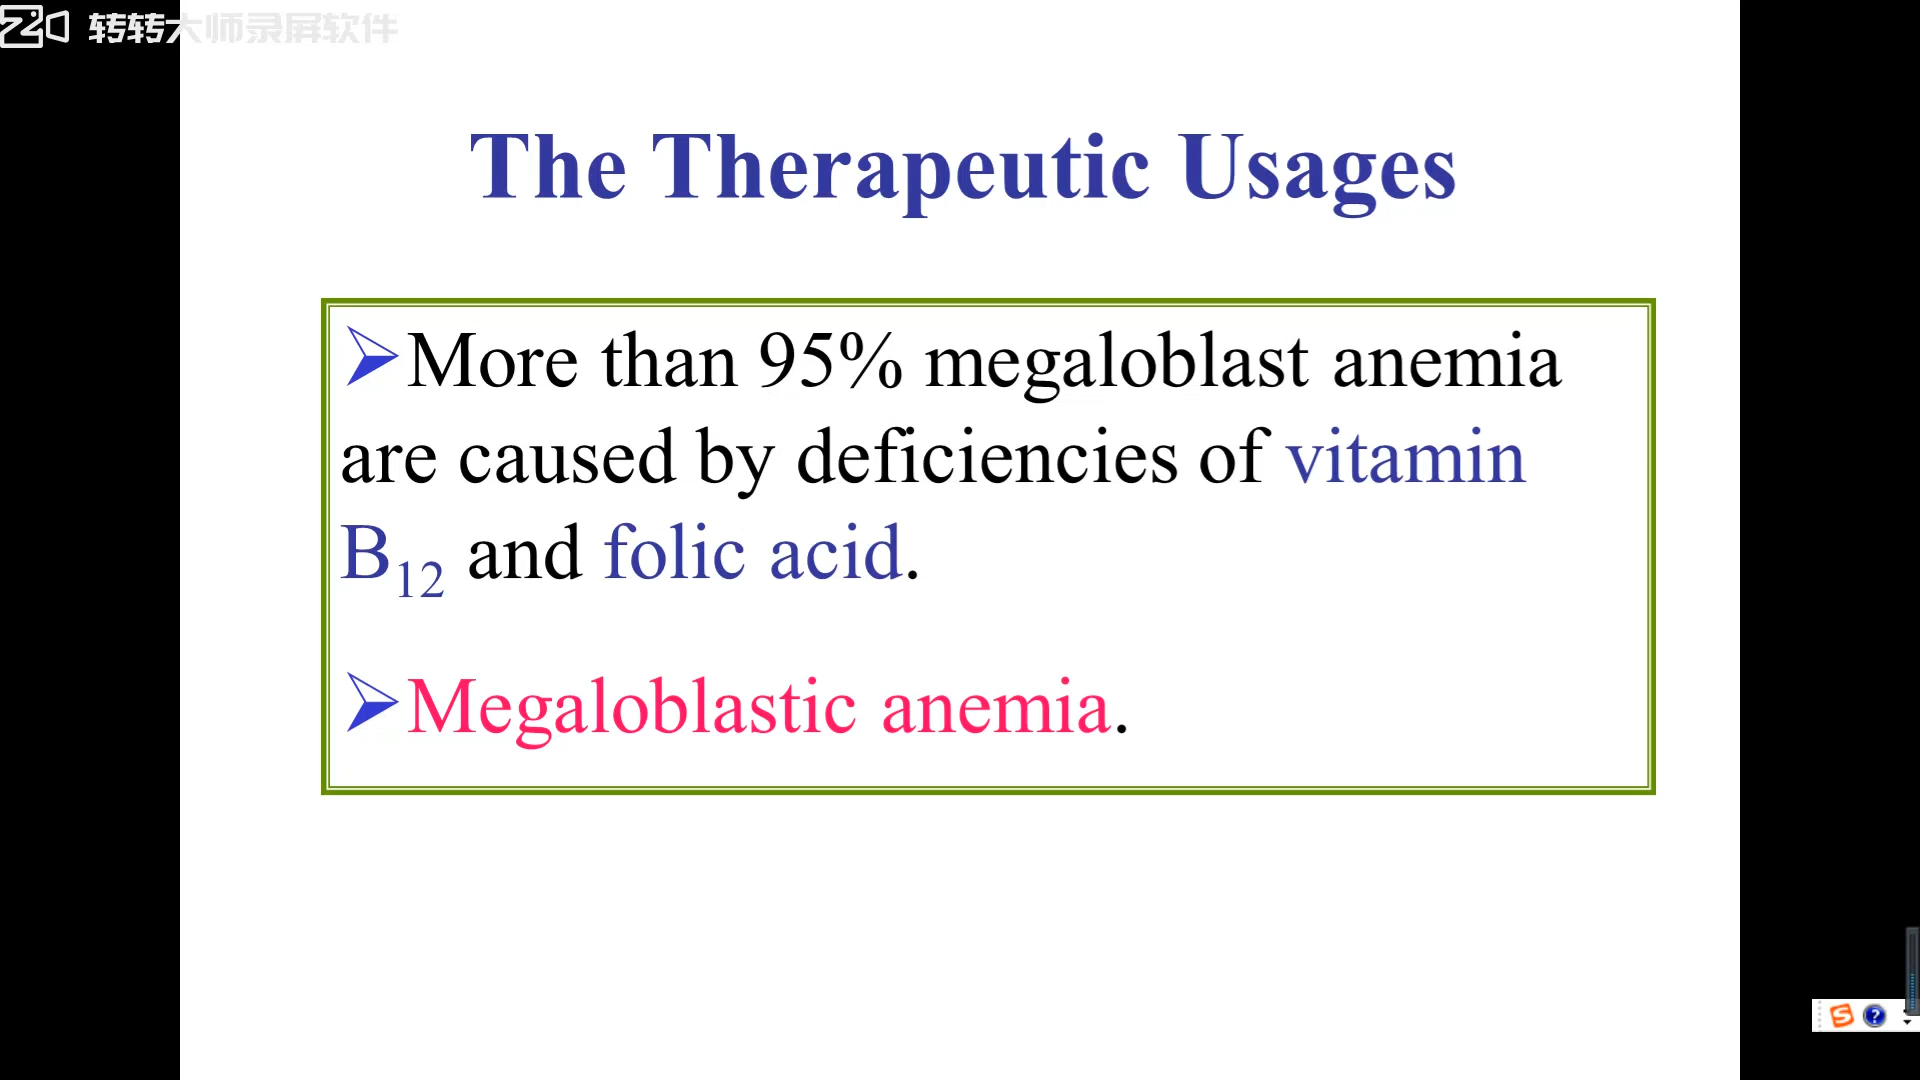 转转大师录屏软件
The Therapeutic Usages
➢More than 95% megaloblast anemia
are caused by deficiencies of vitamin
B₁₂ and folic acid.
➢Megaloblastic anemia.